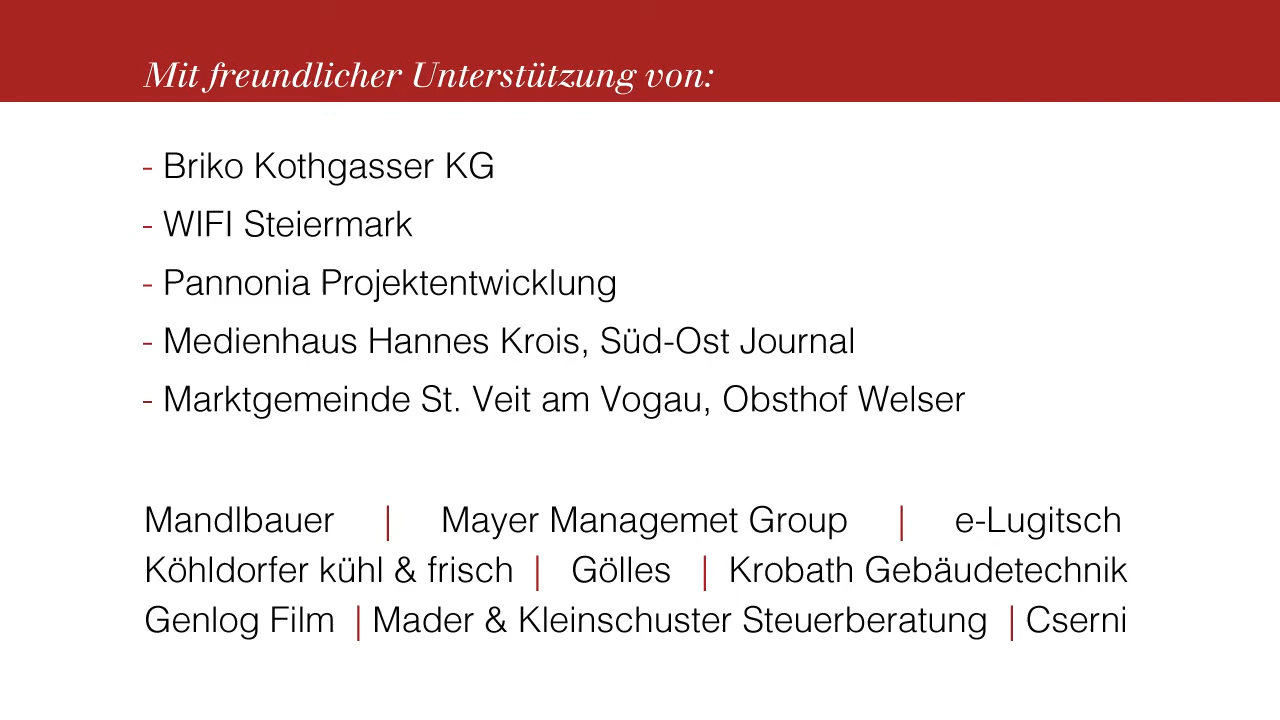 Mit freundlicher Unterstützung von:
- Briko Kothgasser KG
- WIFI Steiermark
- Pannonia Projektentwicklung
- Medienhaus Hannes Krois, Süd-Ost Journal
- Marktgemeinde St. Veit am Vogau, Obsthof Welser
Mandlbauer | Mayer Managemet Group | e-Lugitsch
Köhldorfer kühl & frisch | Gölles | Krobath Gebäudetechnik
Genlog Film | Mader & Kleinschuster Steuerberatung | Cserni